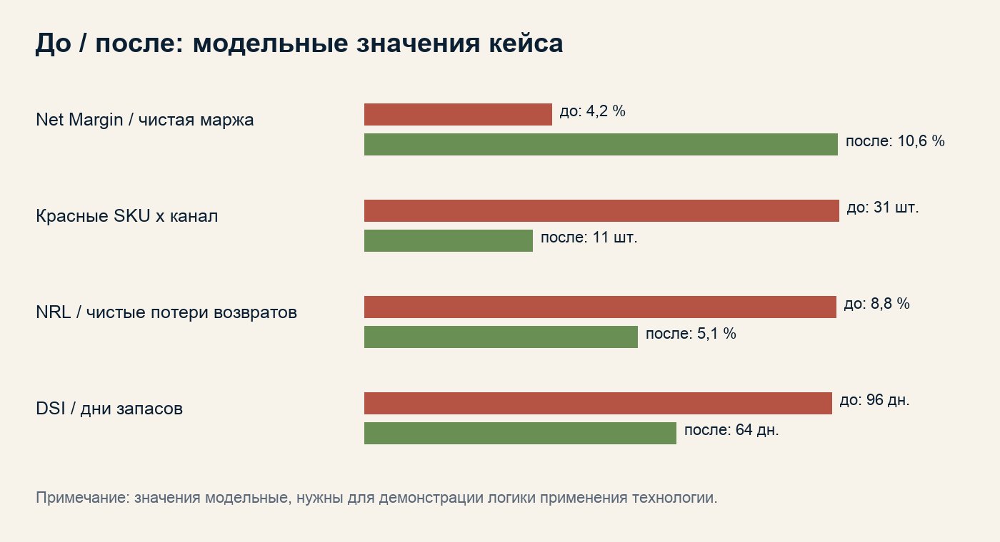 До / после: модельные значения кейса
Net Margin / чистая маржа
до: 4,2 %
после: 10,6 %
Красные SKU x канал
до: 31 шт.
после: 11 шт.
NRL / чистые потери возвратов
до: 8,8 %
после: 5,1 %
DSI / дни запасов
до: 96 дн.
после: 64 дн.
Примечание: значения модельные, нужны для демонстрации логики применения технологии.